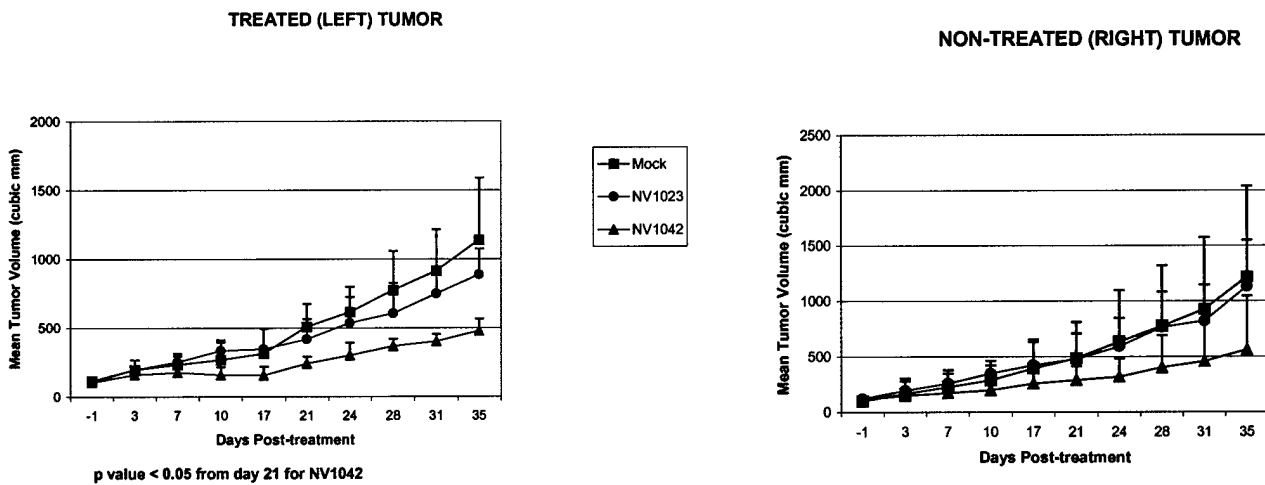 TREATED (LEFT) TUMOR
NON-TREATED (RIGHT) TUMOR
Mean Tumor Volume (cubic mm)
2000
1500
1000
500
0
-1 3 7 10 17 21 24 28 31 35
Days Post-treatment
p value < 0.05 from day 21 for NV1042
Mock
NV1023
NV1042
Mean Tumor Volume (cubic mm)
2500
2000
1500
1000
500
0
-1 3 7 10 17 21 24 28 31 35
Days Post-treatment